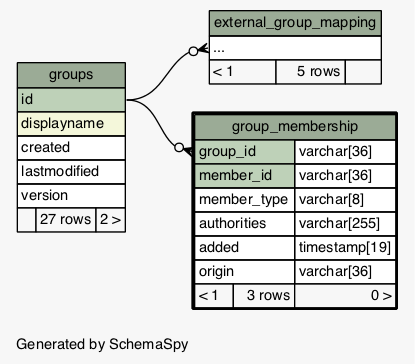 external_group_mapping
...
< 1 5 rows
groups
id
displayname
created
lastmodified
version
27 rows 2 >
group_membership
group_id varchar[36]
member_id varchar[36]
member_type varchar[8]
authorities varchar[255]
added timestamp[19]
origin varchar[36]
< 1 3 rows 0 >
Generated by SchemaSpy